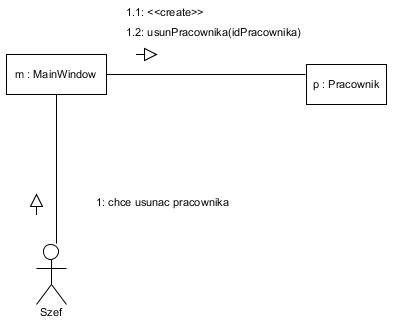 1.1: <<create>>
1.2: usunPracownika(idPracownika)
m : MainWindow
p : Pracownik
1: chce usunac pracownika
Szef